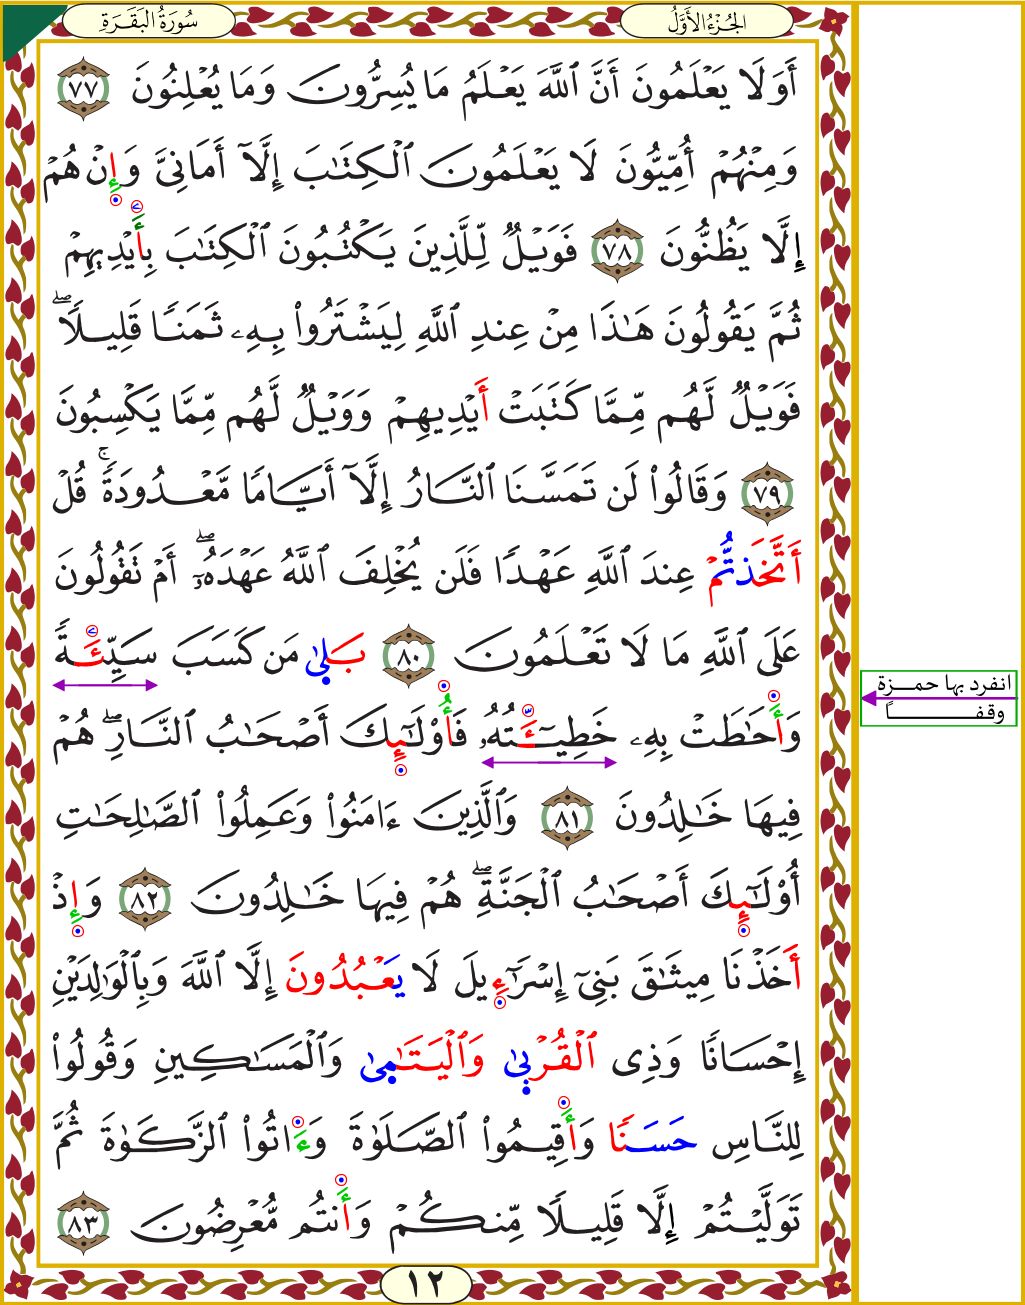 الجُزْءُ الأَوَّلُ
سُورَةُ البَقَرَةِ
أَوَلَا يَعْلَمُونَ أَنَّ ٱللَّهَ يَعْلَمُ مَا يُسِرُّونَ وَمَا يُعْلِنُونَ ٧٧
وَمِنْهُمْ أُمِّيُّونَ لَا يَعْلَمُونَ ٱلْكِتَٰبَ إِلَّآ أَمَانِيَّ وَإِنْ هُمْ
إِلَّا يَظُنُّونَ ٧٨ فَوَيْلٌ لِّلَّذِينَ يَكْتُبُونَ ٱلْكِتَٰبَ بِأَيْدِيهِمْ
ثُمَّ يَقُولُونَ هَٰذَا مِنْ عِندِ ٱللَّهِ لِيَشْتَرُواْ بِهِۦ ثَمَنًا قَلِيلًاۖ
فَوَيْلٌ لَّهُم مِّمَّا كَتَبَتْ أَيْدِيهِمْ وَوَيْلٌ لَّهُم مِّمَّا يَكْسِبُونَ
٧٩ وَقَالُواْ لَن تَمَسَّنَا ٱلنَّارُ إِلَّآ أَيَّامًا مَّعْدُودَةًۚ قُلْ
أَتَّخَذتُّمْ عِندَ ٱللَّهِ عَهْدًا فَلَن يُخْلِفَ ٱللَّهُ عَهْدَهُۥٓۖ أَمْ تَقُولُونَ
عَلَى ٱللَّهِ مَا لَا تَعْلَمُونَ ٨٠ بَلَىٰ مَن كَسَبَ سَيِّئَةً
وَأَحَٰطَتْ بِهِۦ خَطِيٓـَٔتُهُۥ فَأُوْلَٰٓئِكَ أَصْحَٰبُ ٱلنَّارِۖ هُمْ
فِيهَا خَٰلِدُونَ ٨١ وَٱلَّذِينَ ءَامَنُواْ وَعَمِلُواْ ٱلصَّٰلِحَٰتِ
أُوْلَٰٓئِكَ أَصْحَٰبُ ٱلْجَنَّةِۖ هُمْ فِيهَا خَٰلِدُونَ ٨٢ وَإِذْ
أَخَذْنَا مِيثَٰقَ بَنِيٓ إِسْرَٰٓءِيلَ لَا يَعْبُدُونَ إِلَّا ٱللَّهَ وَبِٱلْوَٰلِدَيْنِ
إِحْسَانًا وَذِى ٱلْقُرْبَىٰ وَٱلْيَتَٰمَىٰ وَٱلْمَسَٰكِينِ وَقُولُواْ
لِلنَّاسِ حَسَنًا وَأَقِيمُواْ ٱلصَّلَوٰةَ وَءَاتُواْ ٱلزَّكَوٰةَ ثُمَّ
تَوَلَّيْتُمْ إِلَّا قَلِيلًا مِّنكُمْ وَأَنتُم مُّعْرِضُونَ ٨٣
١٢
انفرد بها حمـزة
وقفـــــاً